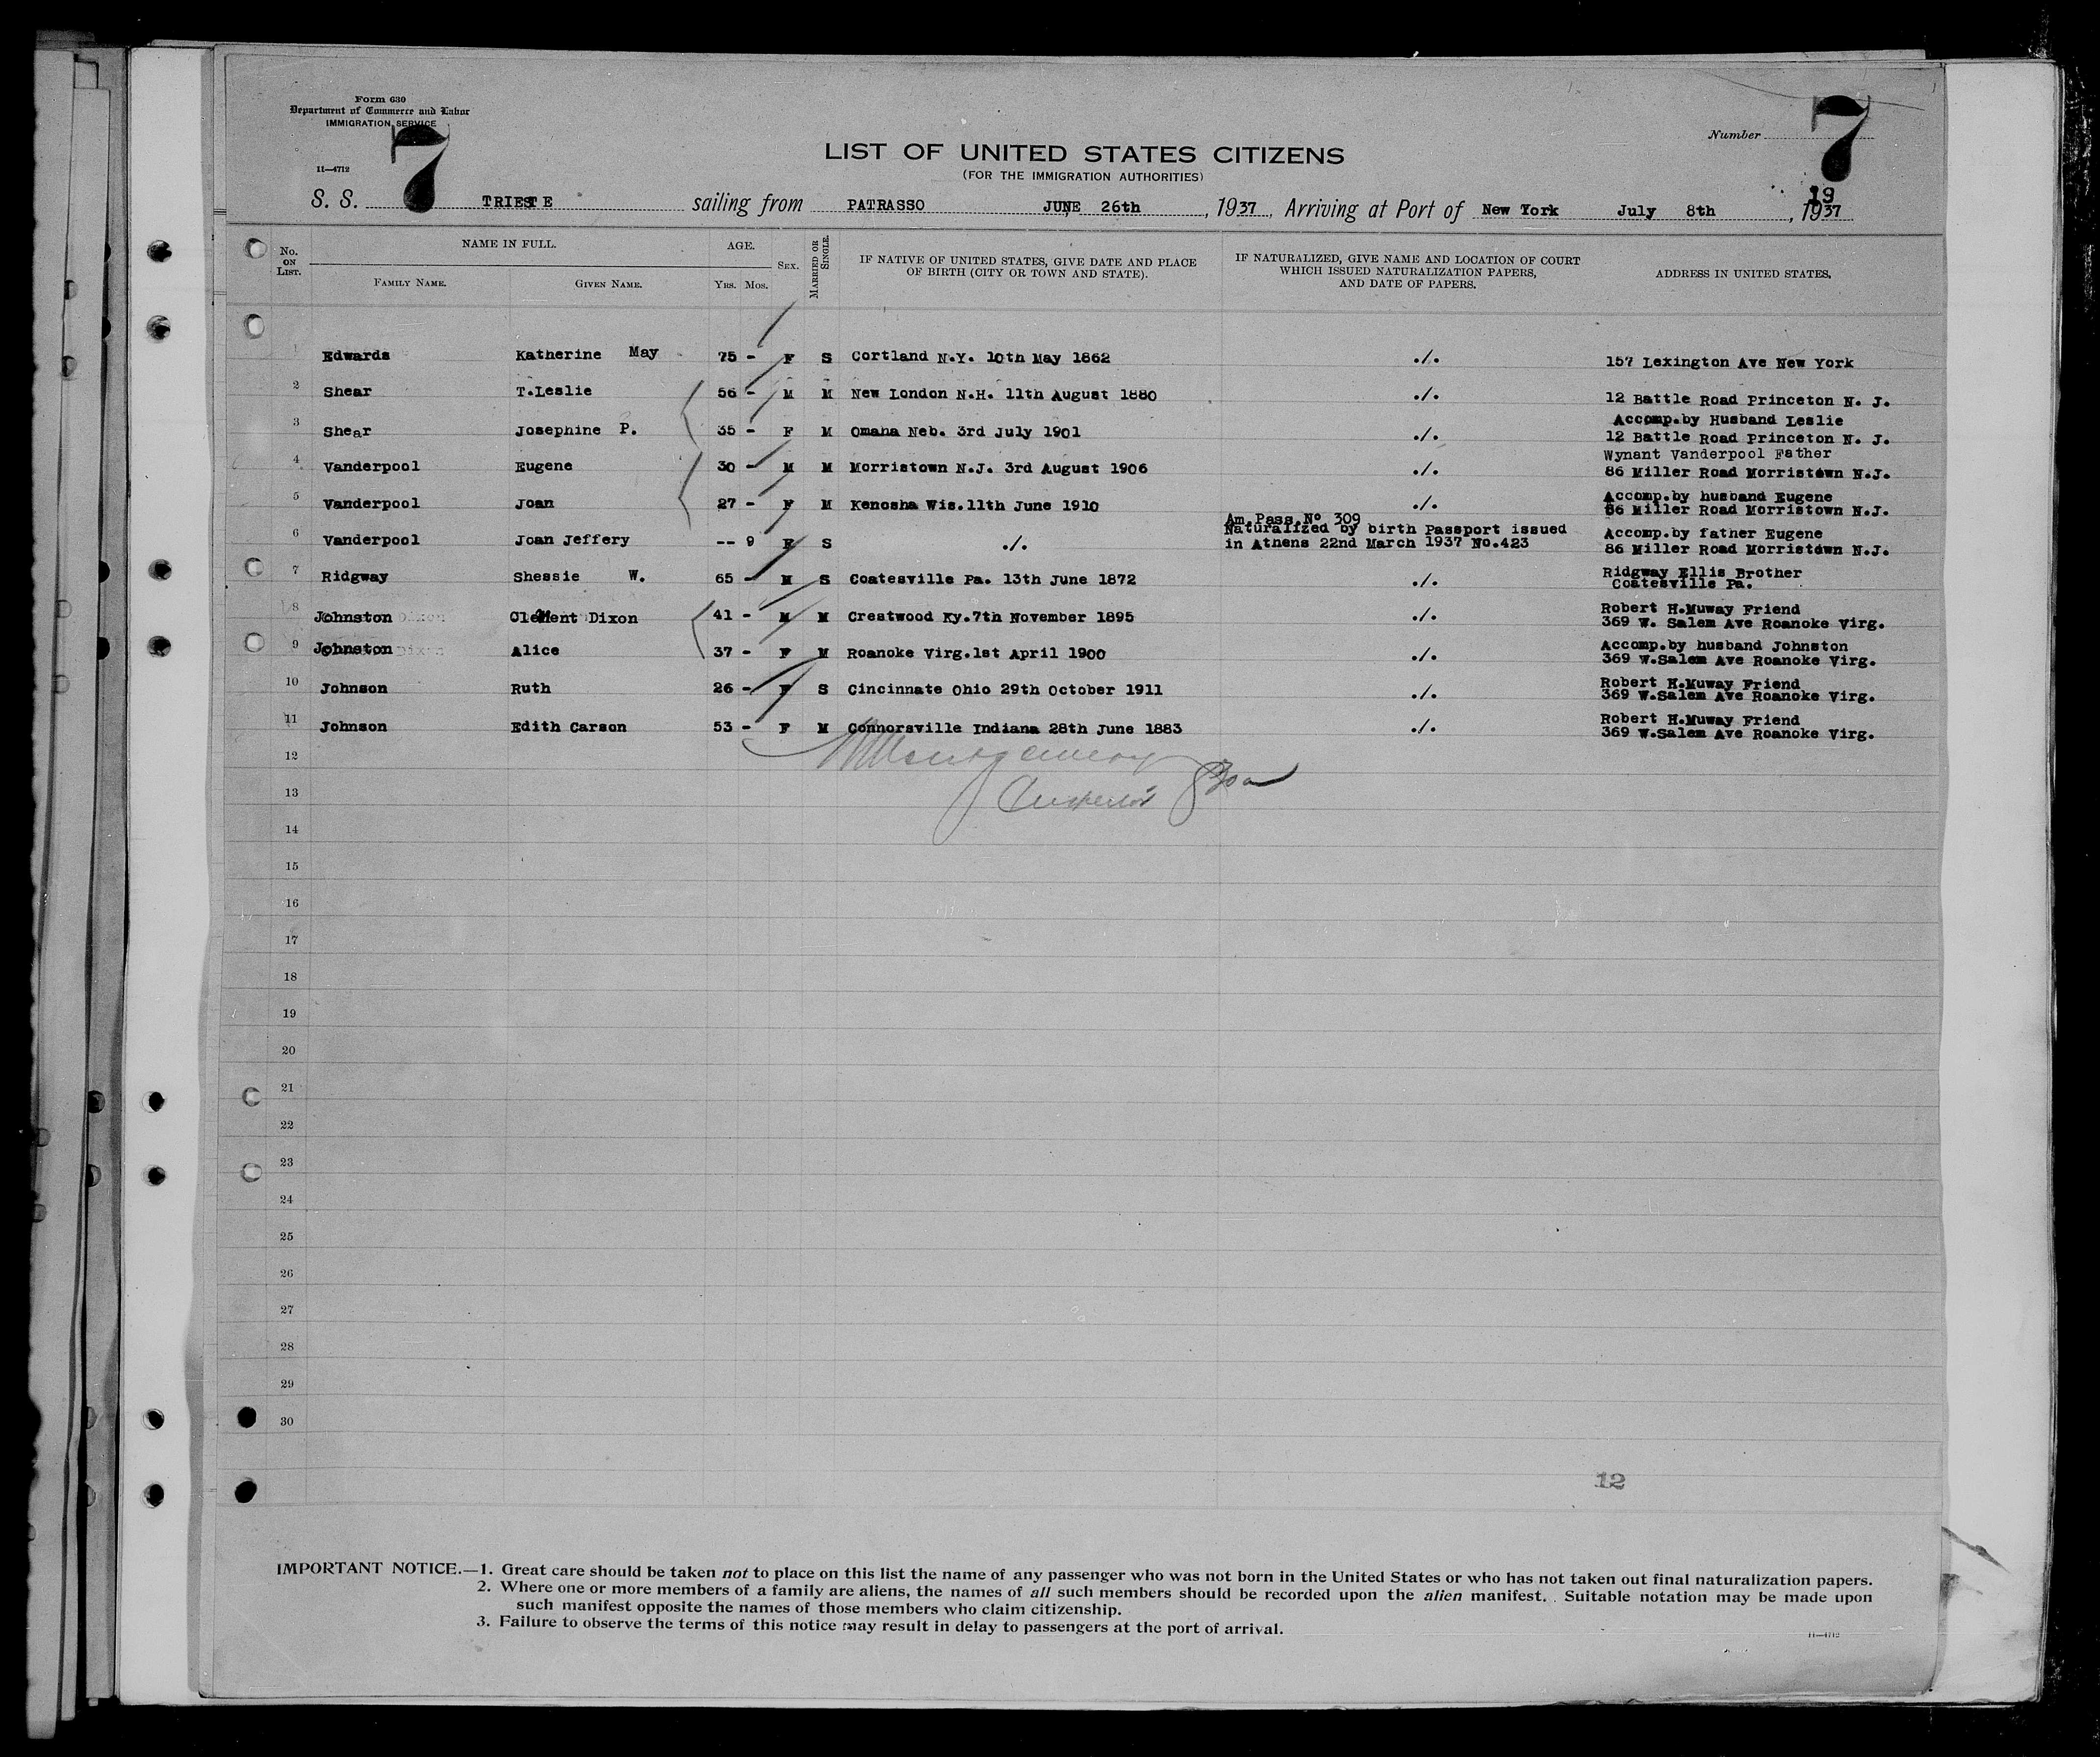 Form 630
Department of Commerce and Labor
IMMIGRATION SERVICE
11—4712
7
Number
7
LIST OF UNITED STATES CITIZENS
(FOR THE IMMIGRATION AUTHORITIES)
S. S. TRIESTE sailing from PATRASSO JUNE 26th, 1937, Arriving at Port of New York July 8th, 1937
19
No. ON LIST.
NAME IN FULL.
FAMILY NAME. GIVEN NAME.
AGE.
YRS. MOS.
SEX.
MARRIED OR SINGLE.
IF NATIVE OF UNITED STATES, GIVE DATE AND PLACE
OF BIRTH (CITY OR TOWN AND STATE).
IF NATURALIZED, GIVE NAME AND LOCATION OF COURT
WHICH ISSUED NATURALIZATION PAPERS,
AND DATE OF PAPERS.
ADDRESS IN UNITED STATES.
1 Edwards Katherine May 75 - F S Cortland N.Y. 10th May 1862 ./. 157 Lexington Ave New York
2 Shear T.Leslie 56 - M M New London N.H. 11th August 1880 ./. 12 Battle Road Princeton N. J.
3 Shear Josephine P. 35 - F M Omaha Neb. 3rd July 1901 ./. Accomp.by Husband Leslie
12 Battle Road Princeton N. J.
4 Vanderpool Eugene 30 - M M Morristown N.J. 3rd August 1906 ./. Wynant Vanderpool Father
86 Miller Road Morristown N.J.
5 Vanderpool Joan 27 - F M Kenosha Wis.11th June 1910 ./. Accomp.by husband Eugene
86 Miller Road Morristown N.J.
Am.Pass.Nº 309
6 Vanderpool Joan Jeffery -- 9 F S ./. Naturalized by birth Passport issued
in Athens 22nd March 1937 No.423
Accomp.by father Eugene
86 Miller Road Morristown N.J.
7 Ridgway Shessie W. 65 - M S Coatesville Pa. 13th June 1872 ./. Ridgway Ellis Brother
Coatesville Pa.
8 Johnston Clement Dixon 41 - M M Crestwood Ky.7th November 1895 ./. Robert H.Muway Friend
369 W. Salem Ave Roanoke Virg.
9 Johnston Alice 37 - F M Roanoke Virg.1st April 1900 ./. Accomp.by husband Johnston
369 W.Salem Ave Roanoke Virg.
10 Johnson Ruth 26 - F S Cincinnate Ohio 29th October 1911 ./. Robert H.Muway Friend
369 W.Salem Ave Roanoke Virg.
11 Johnson Edith Carson 53 - F M Connorsville Indiana 28th June 1883 ./. Robert H.Muway Friend
369 W.Salem Ave Roanoke Virg.
12
Montgomery
13
Inspector
14
15
16
17
18
19
20
21
22
23
24
25
26
27
28
29
30
12
IMPORTANT NOTICE.—1. Great care should be taken not to place on this list the name of any passenger who was not born in the United States or who has not taken out final naturalization papers.
2. Where one or more members of a family are aliens, the names of all such members should be recorded upon the alien manifest. Suitable notation may be made upon
such manifest opposite the names of those members who claim citizenship.
3. Failure to observe the terms of this notice may result in delay to passengers at the port of arrival.
11—4712